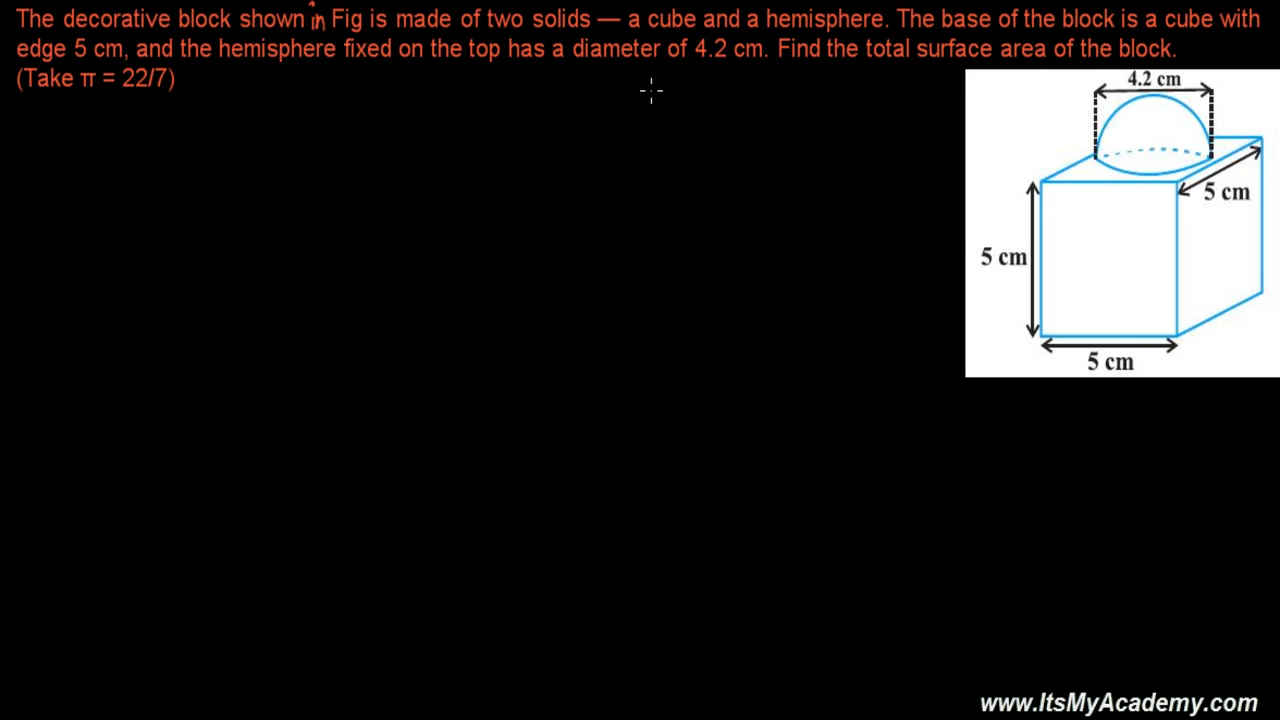 The decorative block shown in Fig is made of two solids — a cube and a hemisphere. The base of the block is a cube with
edge 5 cm, and the hemisphere fixed on the top has a diameter of 4.2 cm. Find the total surface area of the block.
(Take π = 22/7)
4.2 cm
5 cm
5 cm
5 cm
www.ItsMyAcademy.com